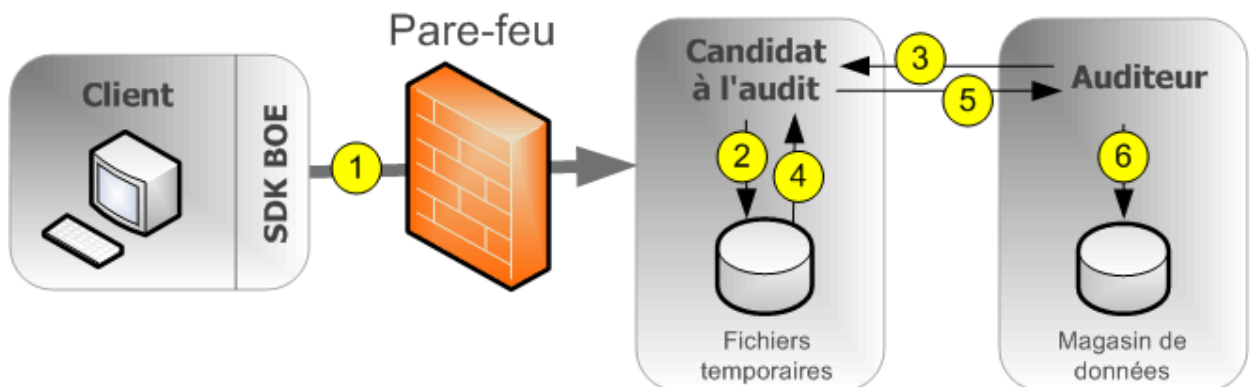 Pare-feu
Client
SDK BOE
1
Candidat
à l'audit
2
4
Fichiers
temporaires
3
5
Auditeur
6
Magasin de
données